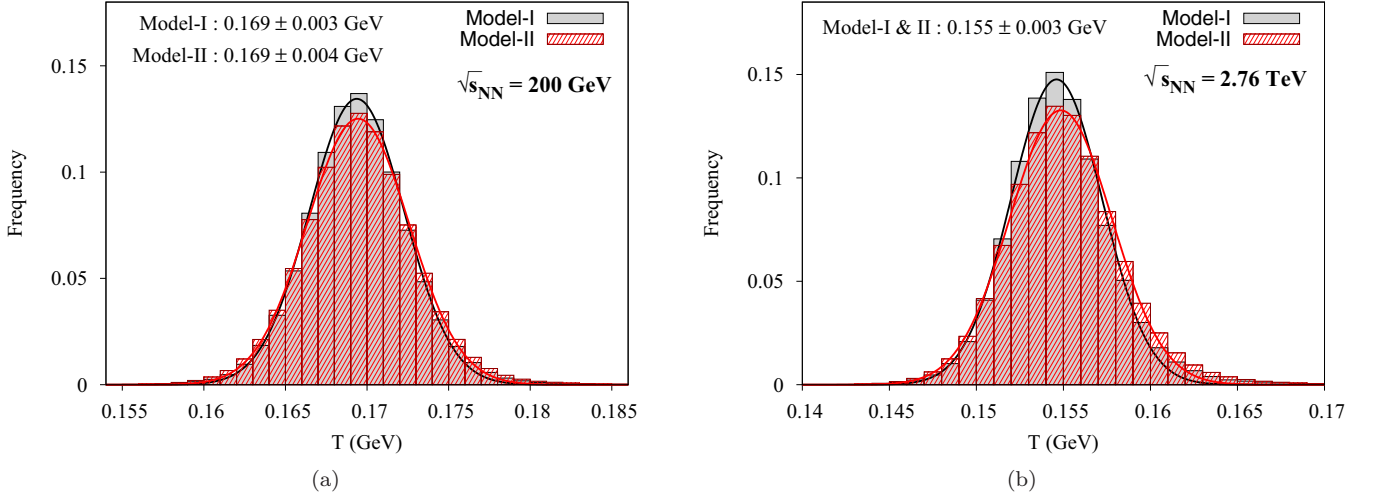 Model-I : 0.169 ± 0.003 GeV
Model-II : 0.169 ± 0.004 GeV
Model-I
Model-II
√sNN = 200 GeV
Frequency
0.15
0.1
0.05
0
0.155 0.16 0.165 0.17 0.175 0.18 0.185
T (GeV)
(a)
Model-I & II : 0.155 ± 0.003 GeV
Model-I
Model-II
√sNN = 2.76 TeV
Frequency
0.15
0.1
0.05
0
0.14 0.145 0.15 0.155 0.16 0.165 0.17
T (GeV)
(b)